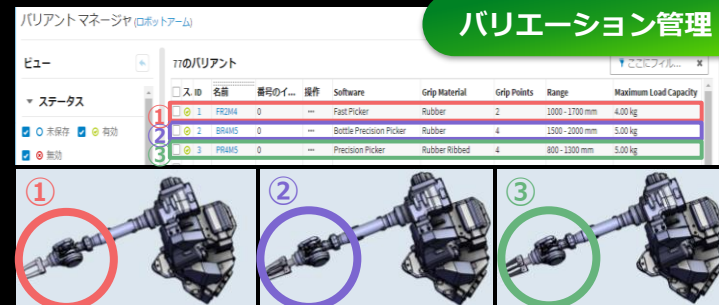 バリアントマネージャ(ロボットアーム)
バリエーション管理
ビュー
77のバリアント
ここにフィル... ×
ス. ID 名前 番号のイ... 操作 Software Grip Material Grip Points Range Maximum Load Capacity
ステータス
① 1 FR2M4 0 ... Fast Picker Rubber 2 1000 - 1700 mm 4.00 kg
未保存 有効
② 2 BR4M5 0 ... Bottle Precision Picker Rubber 4 1500 - 2000 mm 5.00 kg
無効
③ 3 PR4M5 0 ... Precision Picker Rubber Ribbed 4 800 - 1300 mm 5.00 kg
① ② ③